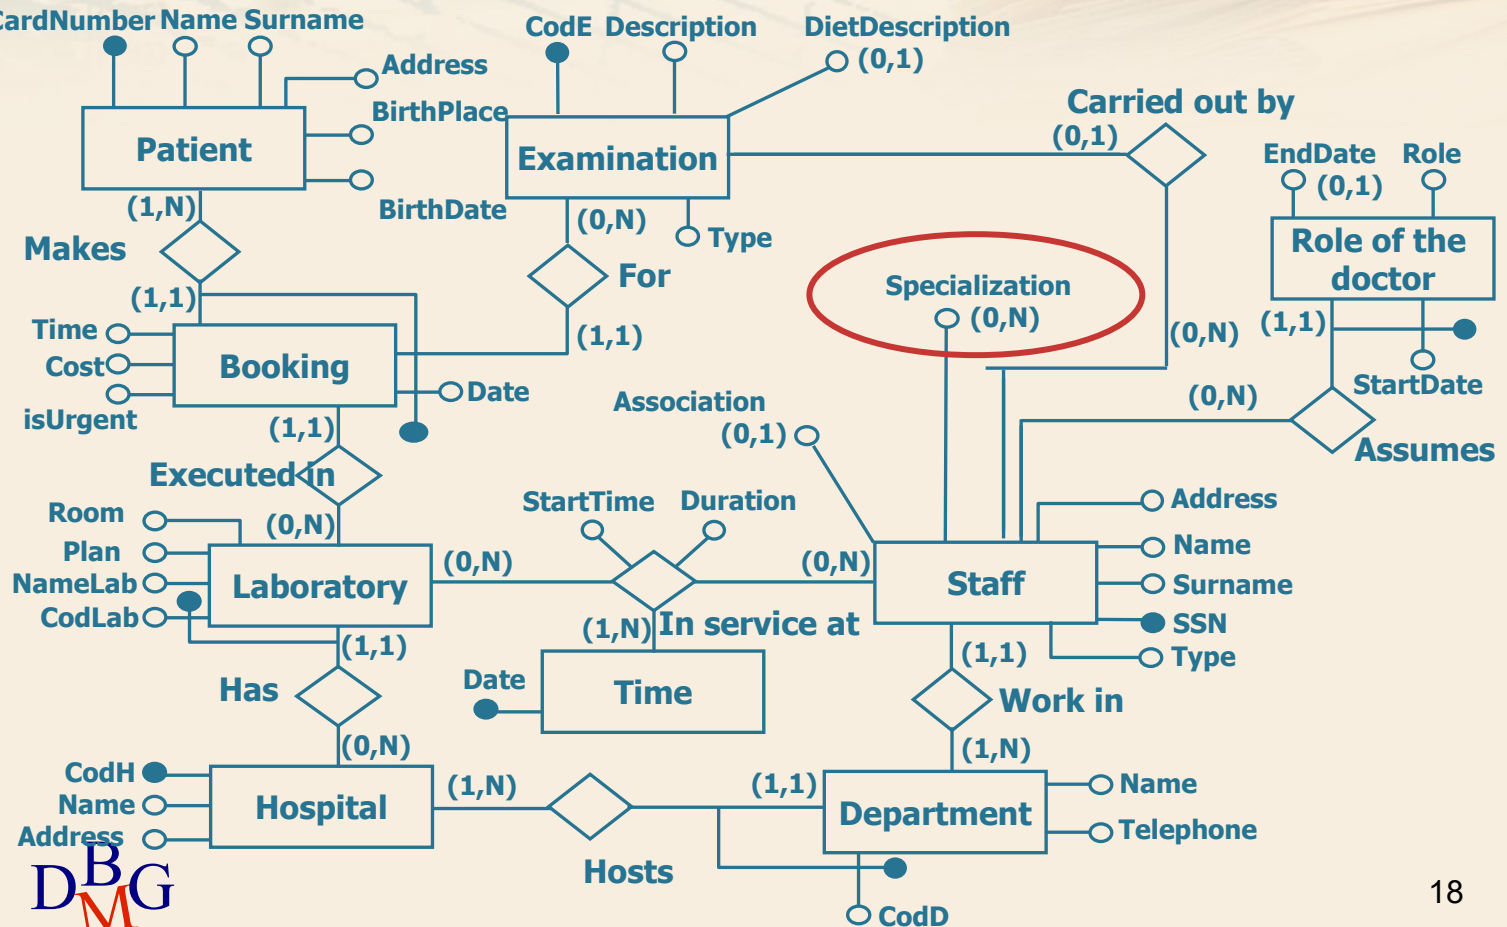 CardNumber Name Surname
CodE Description
DietDescription
(0,1)
Address
Carried out by
BirthPlace
(0,1)
Patient
Examination
EndDate
(0,1)
Role
(1,N)
BirthDate
(0,N)
Type
Role of the
doctor
Makes
For
Specialization
(0,N)
(1,1)
(1,1)
(0,N)
(1,1)
Time
Cost
isUrgent
Booking
Date
StartDate
Association
(0,1)
(0,N)
(1,1)
Executed in
Assumes
Room
Plan
NameLab
CodLab
(0,N)
StartTime
Duration
Address
Name
Surname
SSN
Type
Laboratory
(0,N)
(0,N)
Staff
(1,1)
(1,N)
In service at
(1,1)
Has
Date
Time
Work in
(0,N)
(1,N)
CodH
Name
Address
Hospital
(1,N)
(1,1)
Department
Name
Telephone
Hosts
CodD
DBMG
18